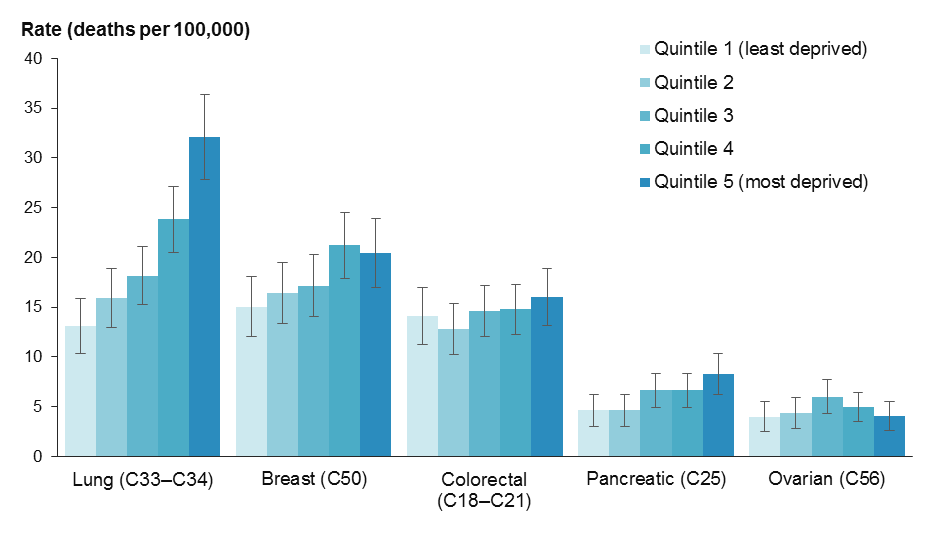 Rate (deaths per 100,000)
40
35
30
25
20
15
10
5
0
Quintile 1 (least deprived)
Quintile 2
Quintile 3
Quintile 4
Quintile 5 (most deprived)
Lung (C33–C34)
Breast (C50)
Colorectal
(C18–C21)
Pancreatic (C25)
Ovarian (C56)